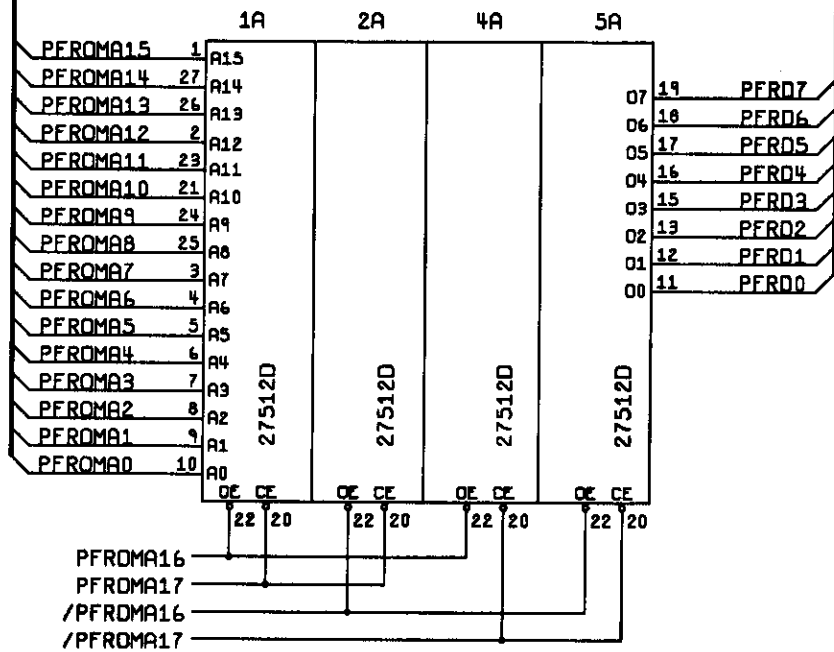 1A 2A 4A 5A
PFROMA15 1 A15
PFROMA14 27 A14
PFROMA13 26 A13
PFROMA12 2 A12
PFROMA11 23 A11
PFROMA10 21 A10
PFROMA9 24 A9
PFROMA8 25 A8
PFROMA7 3 A7
PFROMA6 4 A6
PFROMA5 5 A5
PFROMA4 6 A4
PFROMA3 7 A3
PFROMA2 8 A2
PFROMA1 9 A1
PFROMA0 10 A0
O7 19 PFRD7
O6 18 PFRD6
O5 17 PFRD5
O4 16 PFRD4
O3 15 PFRD3
O2 13 PFRD2
O1 12 PFRD1
O0 11 PFRD0
27512D 27512D 27512D 27512D
OE CE OE CE OE CE OE CE
22 20 22 20 22 20 22 20
PFROMA16
PFROMA17
/PFROMA16
/PFROMA17